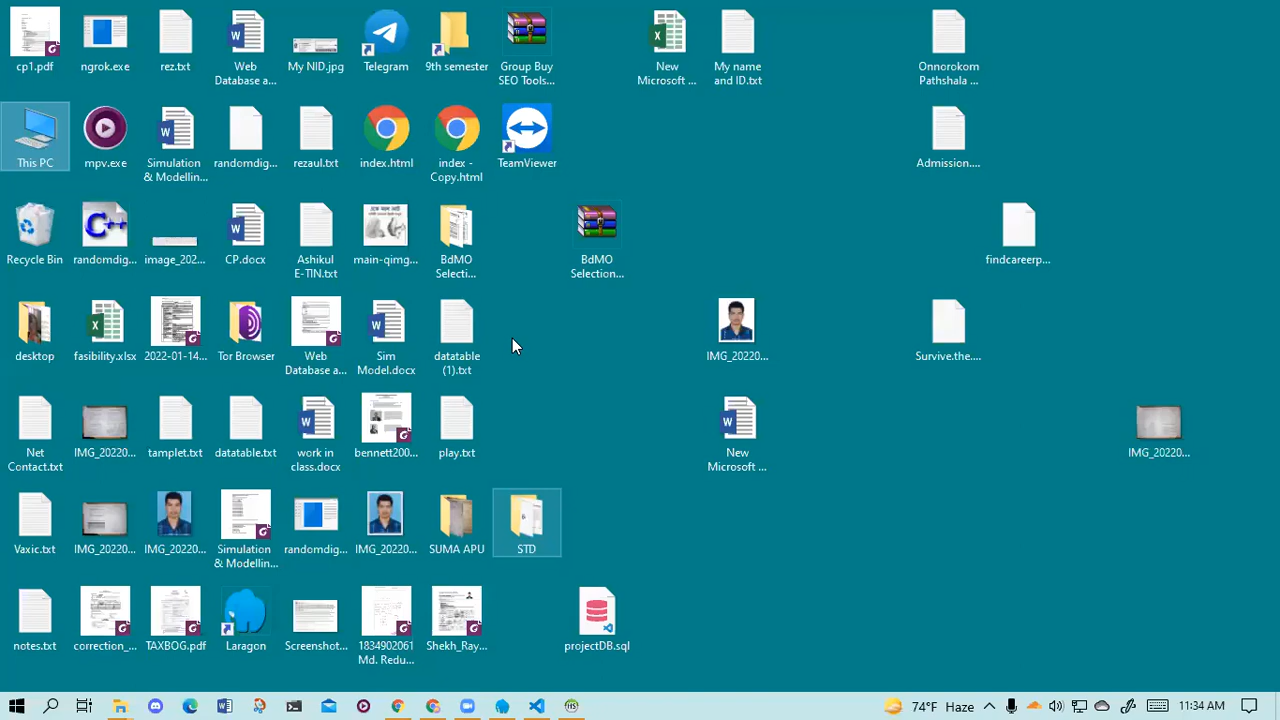 cp1.pdf
ngrok.exe
rez.txt
Web
Database a...
My NID.jpg
Telegram
9th semester
Group Buy
SEO Tools...
New
Microsoft ...
My name
and ID.txt
Onnorokom
Pathshala ...
This PC
mpv.exe
Simulation
& Modellin...
randomdig...
rezaul.txt
index.html
index -
Copy.html
TeamViewer
Admission....
Recycle Bin
randomdig...
image_202...
CP.docx
Ashikul
E-TIN.txt
main-qimg...
BdMO
Selecti...
BdMO
Selection...
findcareerp...
desktop
fasibility.xlsx
2022-01-14...
Tor Browser
Web
Database a...
Sim
Model.docx
datatable
(1).txt
IMG_20220...
Survive.the....
Net
Contact.txt
IMG_20220...
tamplet.txt
datatable.txt
work in
class.docx
bennett200...
play.txt
New
Microsoft ...
IMG_20220...
Vaxic.txt
IMG_20220...
IMG_20220...
Simulation
& Modellin...
randomdig...
IMG_20220...
SUMA APU
STD
notes.txt
correction_...
TAXBOG.pdf
Laragon
Screenshot...
1834902061
Md. Redu...
Shekh_Ray...
projectDB.sql
74°F Haze
11:34 AM